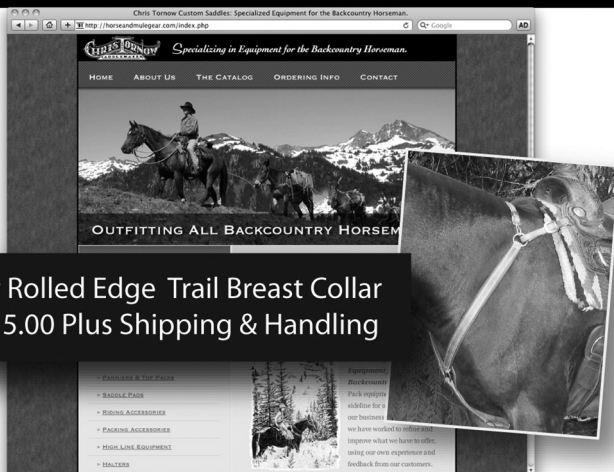 Chris Tornow Custom Saddles: Specialized Equipment for the Backcountry Horseman.
http://horseandmulegear.com/index.php
Google
AD
CHRIS TORNOW
SADDLEMAKER
Specializing in Equipment for the Backcountry Horseman.
HOME ABOUT US THE CATALOG ORDERING INFO CONTACT
OUTFITTING ALL BACKCOUNTRY HORSEM
Rolled Edge Trail Breast Collar
5.00 Plus Shipping & Handling
» PANNIERS & TOP PACKS
» SADDLE PADS
» RIDING ACCESSORIES
» PACKING ACCESSORIES
» HIGH LINE EQUIPMENT
» HALTERS
Equipment,
Backcountry
Pack equipme
sideline for u
our business
we have worked to refine and
improve what we have to offer,
using our own experience and
feedback from our customers.